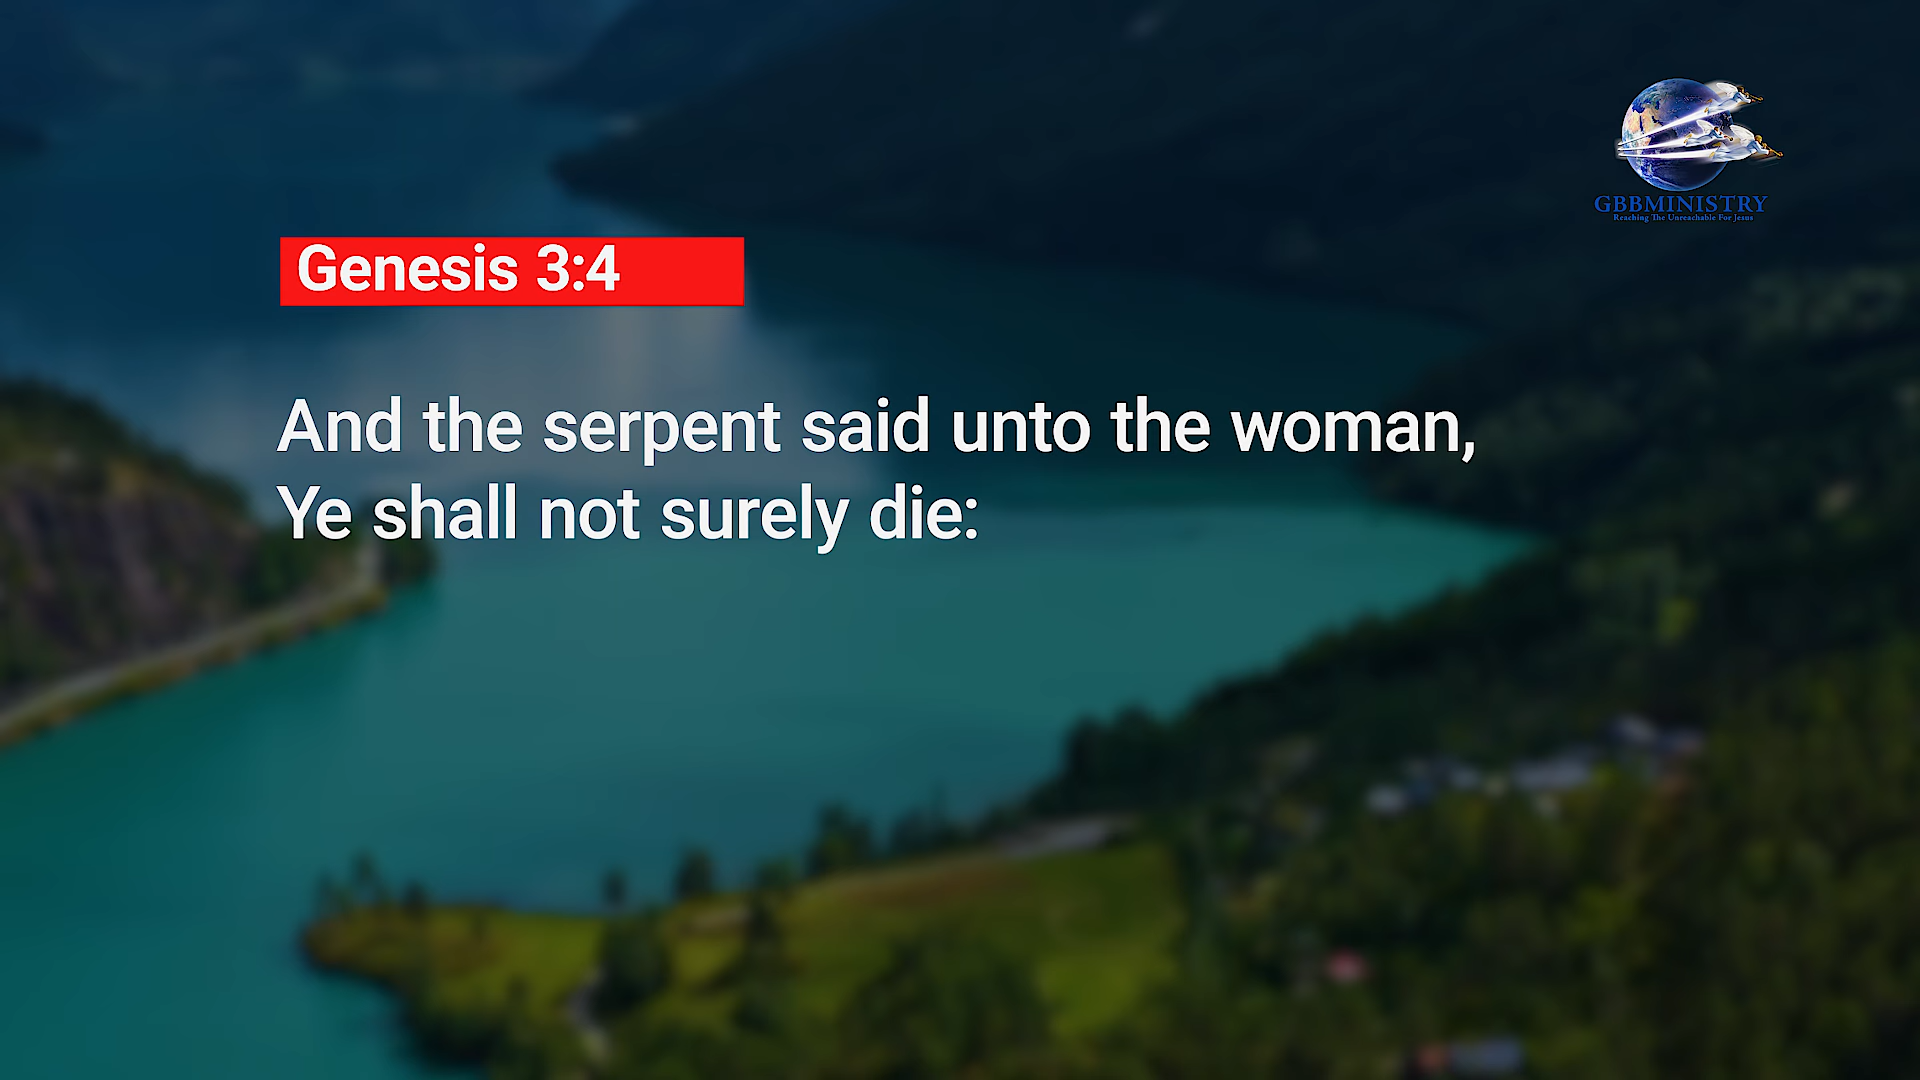 GBBMINISTRY
Reaching The Unreachable For Jesus
Genesis 3:4
And the serpent said unto the woman,
Ye shall not surely die: